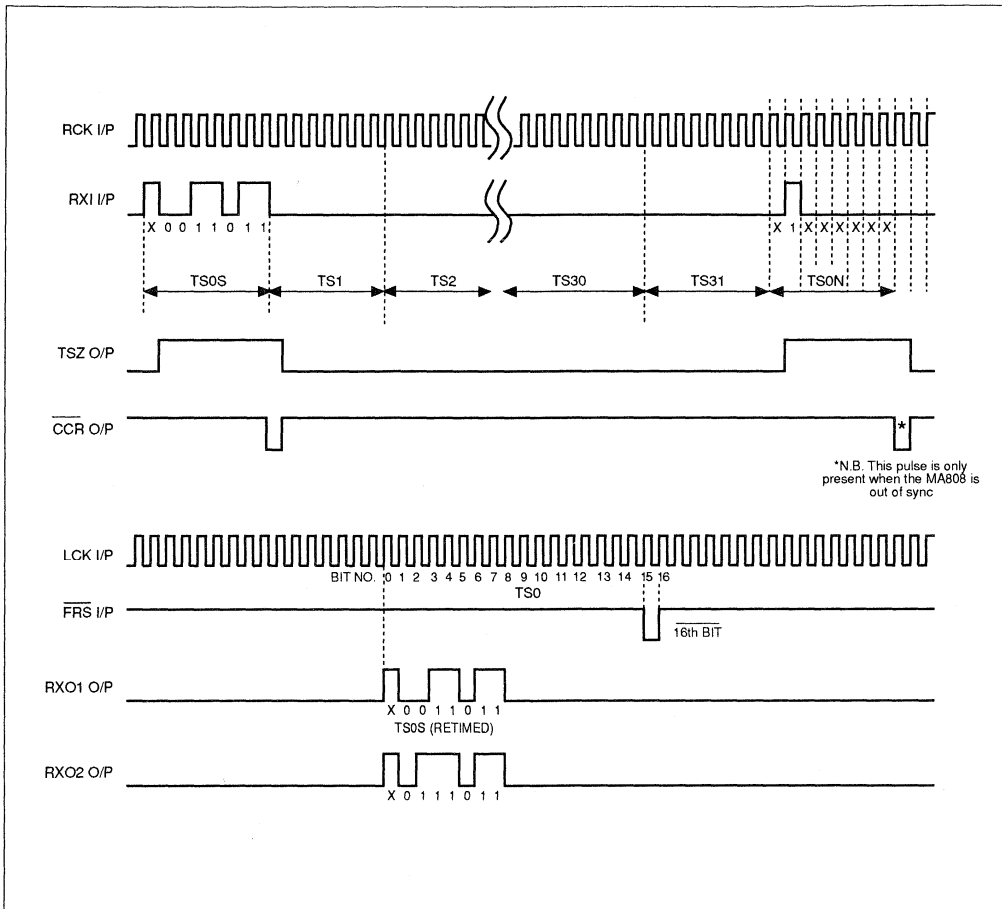 RCK I/P
RXI I/P
X 0 0 1 1 0 1 1
X 1 X X X X X X
TS0S TS1 TS2 TS30 TS31 TS0N
TSZ O/P
CCR O/P
*
*N.B. This pulse is only
present when the MA808 is
out of sync
LCK I/P
BIT NO. 0 1 2 3 4 5 6 7 8 9 10 11 12 13 14 15 16
TS0
FRS I/P
16th BIT
RXO1 O/P
X 0 0 1 1 0 1 1
TS0S (RETIMED)
RXO2 O/P
X 0 1 1 1 0 1 1